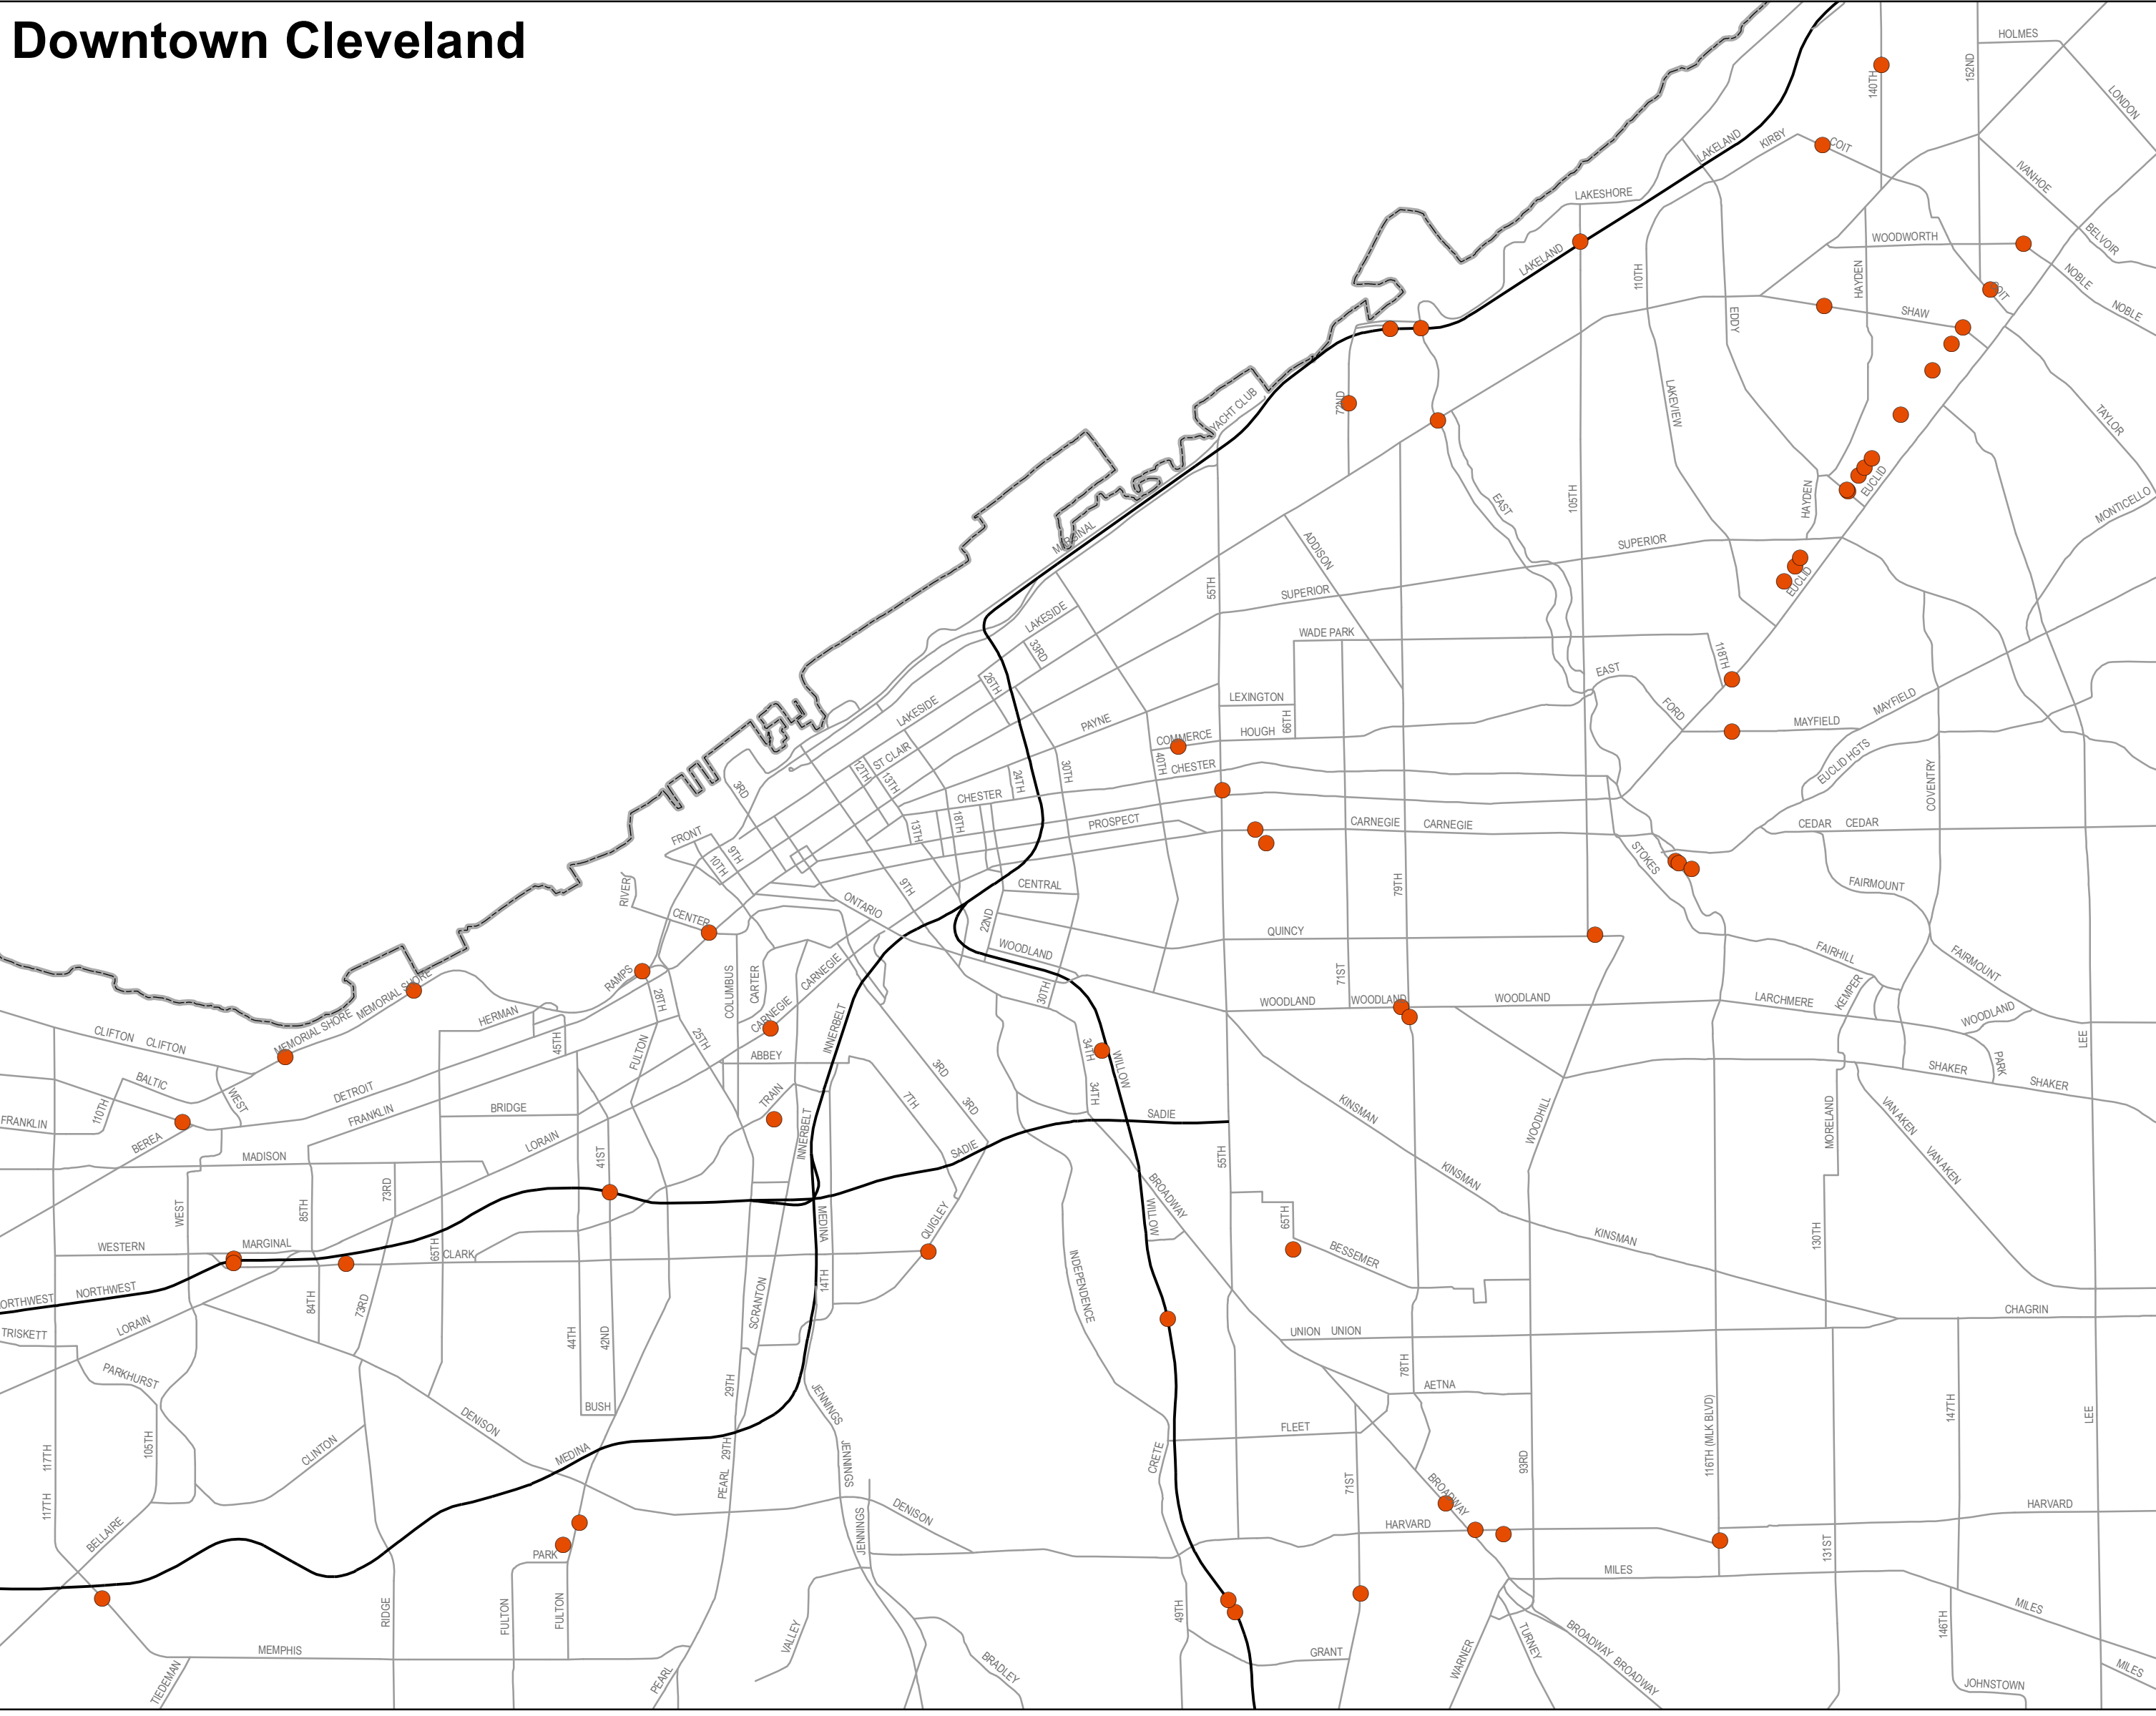 Downtown Cleveland
HOLMES
152ND
140TH
LONDON
COIT
KIRBY
LAKELAND
IVANHOE
LAKESHORE
BELVOIR
WOODWORTH
LAKELAND
110TH
HAYDEN
NOBLE
COIT
NOBLE
SHAW
EDDY
YACHT CLUB
72ND
LAKEVIEW
TAYLOR
EUCLID
HAYDEN
105TH
EAST
MONTICELLO
MARGINAL
ADDISON
SUPERIOR
55TH
SUPERIOR
EUCLID
LAKESIDE
33RD
WADE PARK
118TH
EAST
26TH
LEXINGTON
66TH
FORD
MAYFIELD
LAKESIDE
PAYNE
COMMERCE
HOUGH
MAYFIELD
ST CLAIR
12TH
13TH
40TH
CHESTER
30TH
24TH
EUCLID HGTS
COVENTRY
3RD
CHESTER
18TH
13TH
PROSPECT
CARNEGIE
CARNEGIE
CEDAR
CEDAR
FRONT
9TH
10TH
STOKES
RIVER
9TH
CENTRAL
79TH
FAIRMOUNT
ONTARIO
CENTER
22ND
QUINCY
WOODLAND
FAIRHILL
FAIRMOUNT
RAMPS
COLUMBUS
CARTER
CARNEGIE
71ST
KEMPER
MEMORIAL SHORE
28TH
30TH
WOODLAND
WOODLAND
WOODLAND
LARCHMERE
WOODLAND
HERMAN
CARNEGIE
INNERBELT
LEE
CLIFTON
CLIFTON
MEMORIAL SHORE
45TH
FULTON
25TH
34TH
WILLOW
ABBEY
3RD
PARK
SHAKER
SHAKER
BALTIC
WEST
DETROIT
TRAIN
7TH
34TH
3RD
FRANKLIN
110TH
FRANKLIN
BRIDGE
SADIE
KINSMAN
WOODHILL
MORELAND
VAN AKEN
BEREA
LORAIN
INNERBELT
SADIE
55TH
MADISON
41ST
VAN AKEN
73RD
KINSMAN
BROADWAY
WEST
85TH
MEDINA
QUIGLEY
WILLOW
65TH
130TH
WESTERN
MARGINAL
65TH
CLARK
KINSMAN
BESSEMER
NORTHWEST
NORTHWEST
84TH
73RD
SCRANTON
14TH
INDEPENDENCE
CHAGRIN
TRISKETT
LORAIN
44TH
42ND
UNION
UNION
78TH
PARKHURST
29TH
JENNINGS
AETNA
BUSH
116TH (MLK BLVD)
147TH
LEE
DENISON
FLEET
105TH
CLINTON
MEDINA
29TH
JENNINGS
CRETE
93RD
117TH
PEARL
71ST
BROADWAY
117TH
DENISON
HARVARD
BELLAIRE
JENNINGS
HARVARD
PARK
131ST
MILES
RIDGE
FULTON
FULTON
49TH
MILES
146TH
MEMPHIS
VALLEY
GRANT
WARNER
TURNEY
BROADWAY
BROADWAY
TIEDEMAN
PEARL
BRADLEY
MILES
JOHNSTOWN